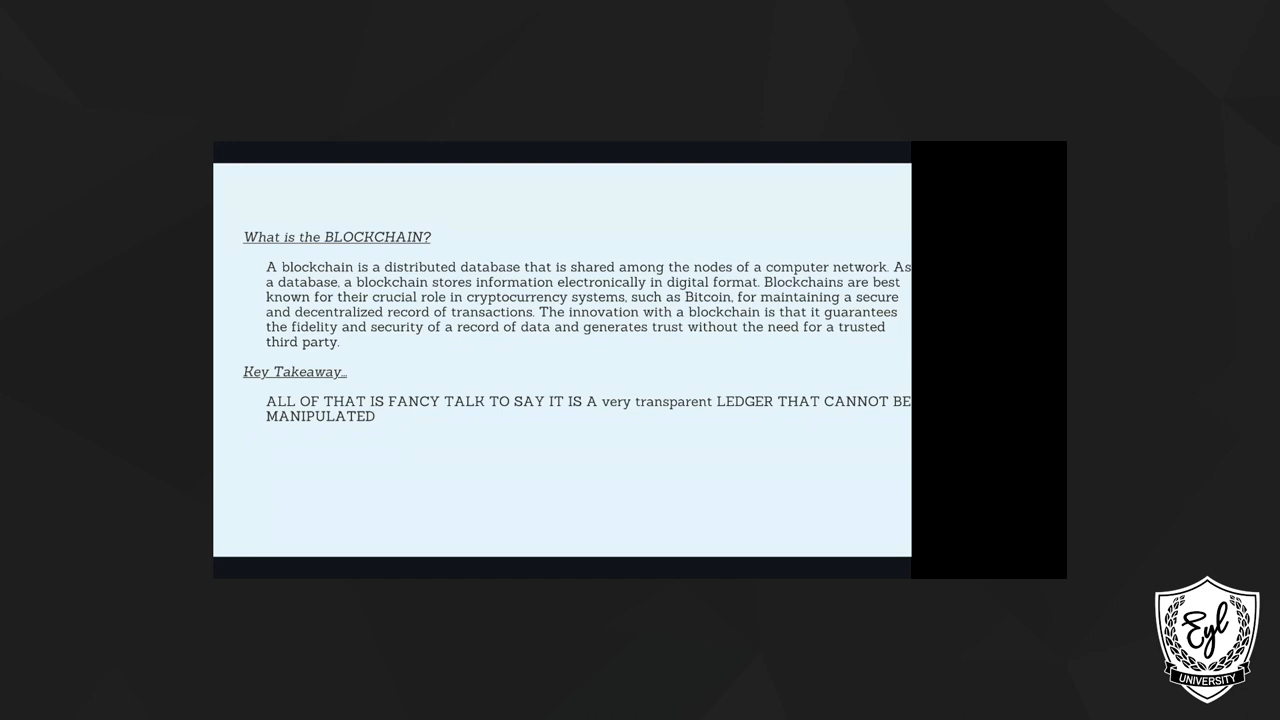 What is the BLOCKCHAIN?
A blockchain is a distributed database that is shared among the nodes of a computer network. As
a database, a blockchain stores information electronically in digital format. Blockchains are best
known for their crucial role in cryptocurrency systems, such as Bitcoin, for maintaining a secure
and decentralized record of transactions. The innovation with a blockchain is that it guarantees
the fidelity and security of a record of data and generates trust without the need for a trusted
third party.
Key Takeaway...
ALL OF THAT IS FANCY TALK TO SAY IT IS A very transparent LEDGER THAT CANNOT BE
MANIPULATED
Eyl
UNIVERSITY